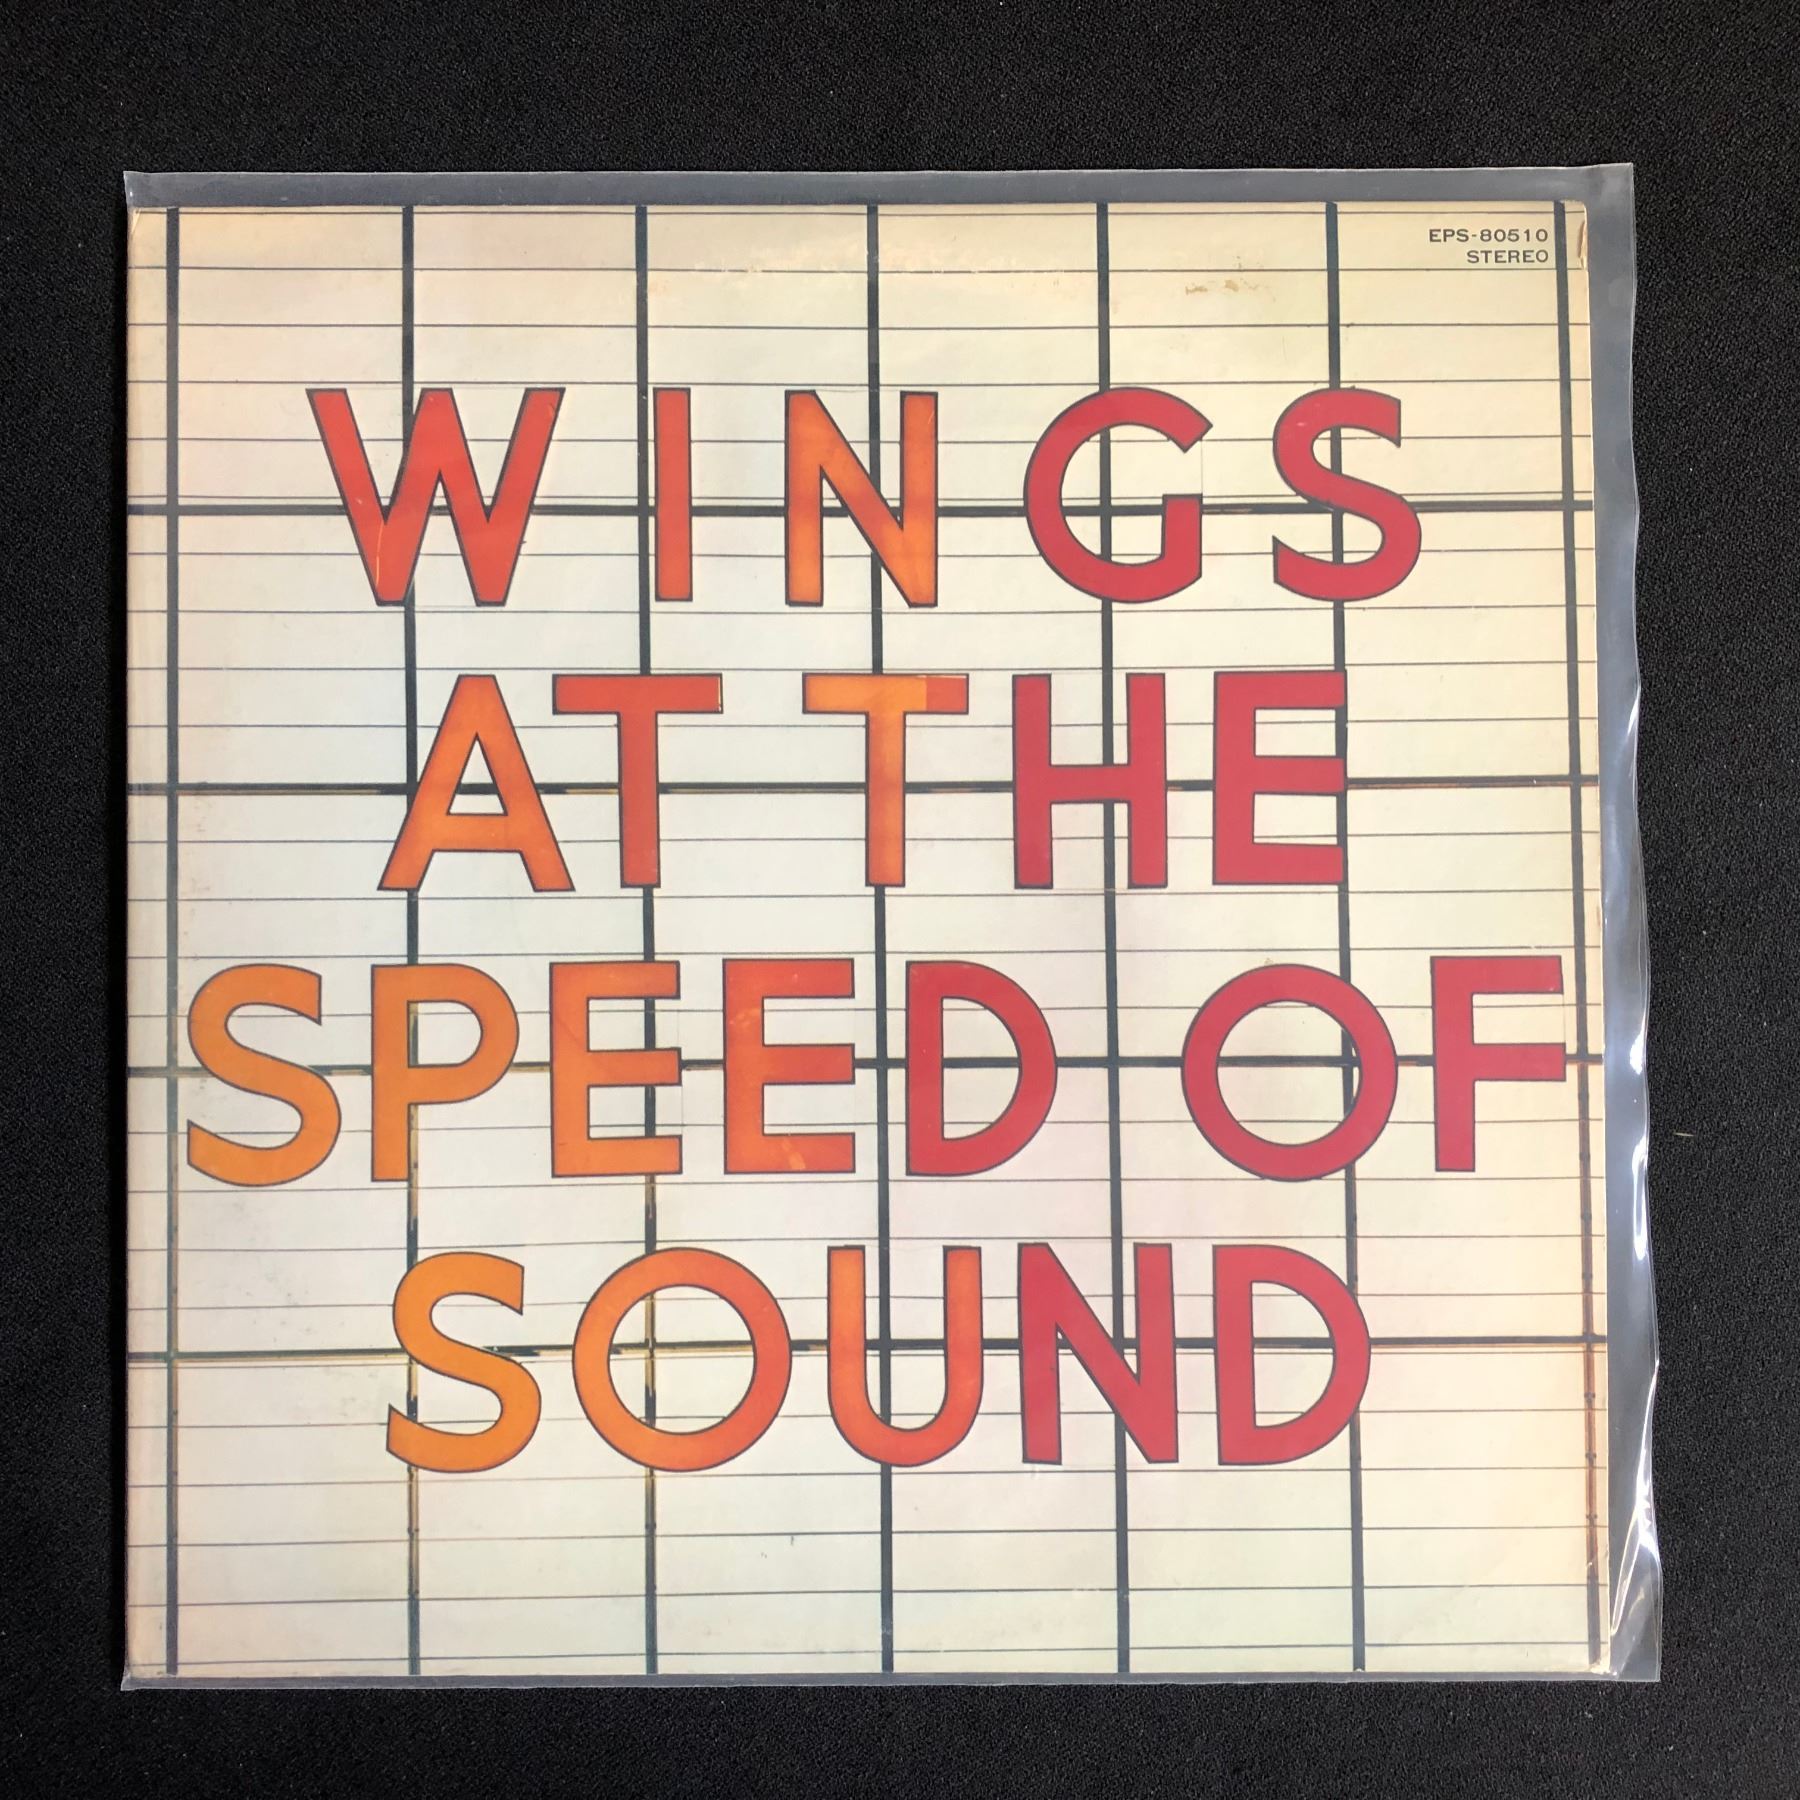 EPS-80510
STEREO
WINGS
AT THE
SPEED OF
SOUND